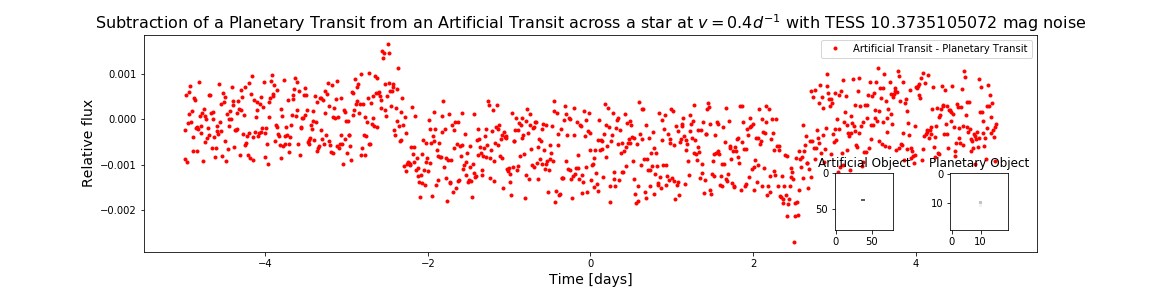 Subtraction of a Planetary Transit from an Artificial Transit across a star at v = 0.4d⁻¹ with TESS 10.3735105072 mag noise
Artificial Transit - Planetary Transit
Relative flux
0.001
0.000
−0.001
−0.002
Artificial Object
0
50
0 50
Planetary Object
0
10
0 10
−4 −2 0 2 4
Time [days]